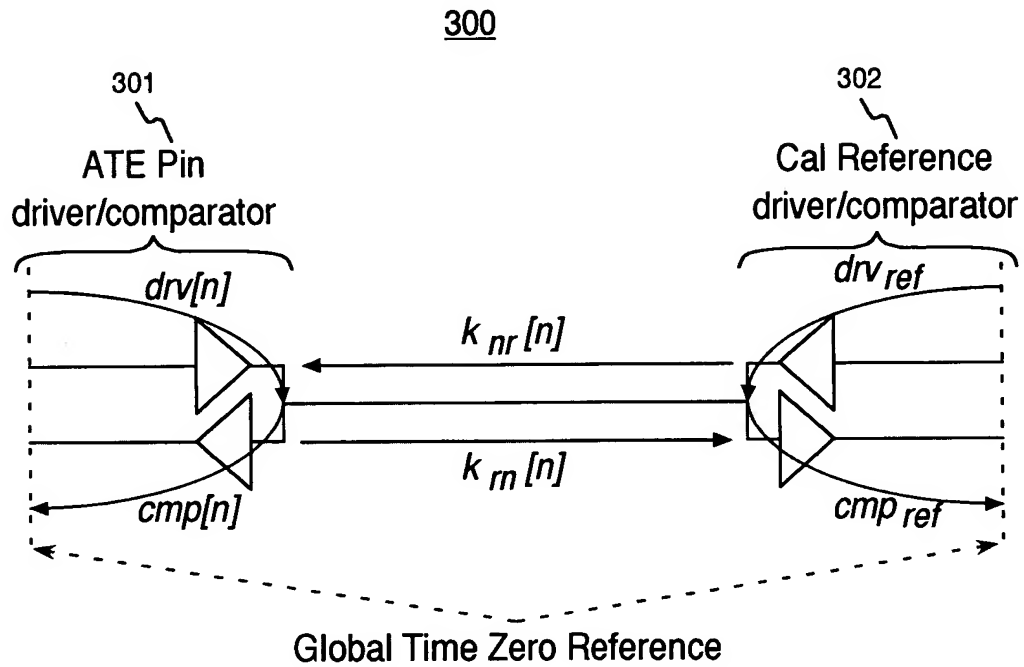 300
301
302
ATE Pin
driver/comparator
Cal Reference
driver/comparator
drv[n]
drv ref
k nr [n]
k rn [n]
cmp[n]
cmp ref
Global Time Zero Reference